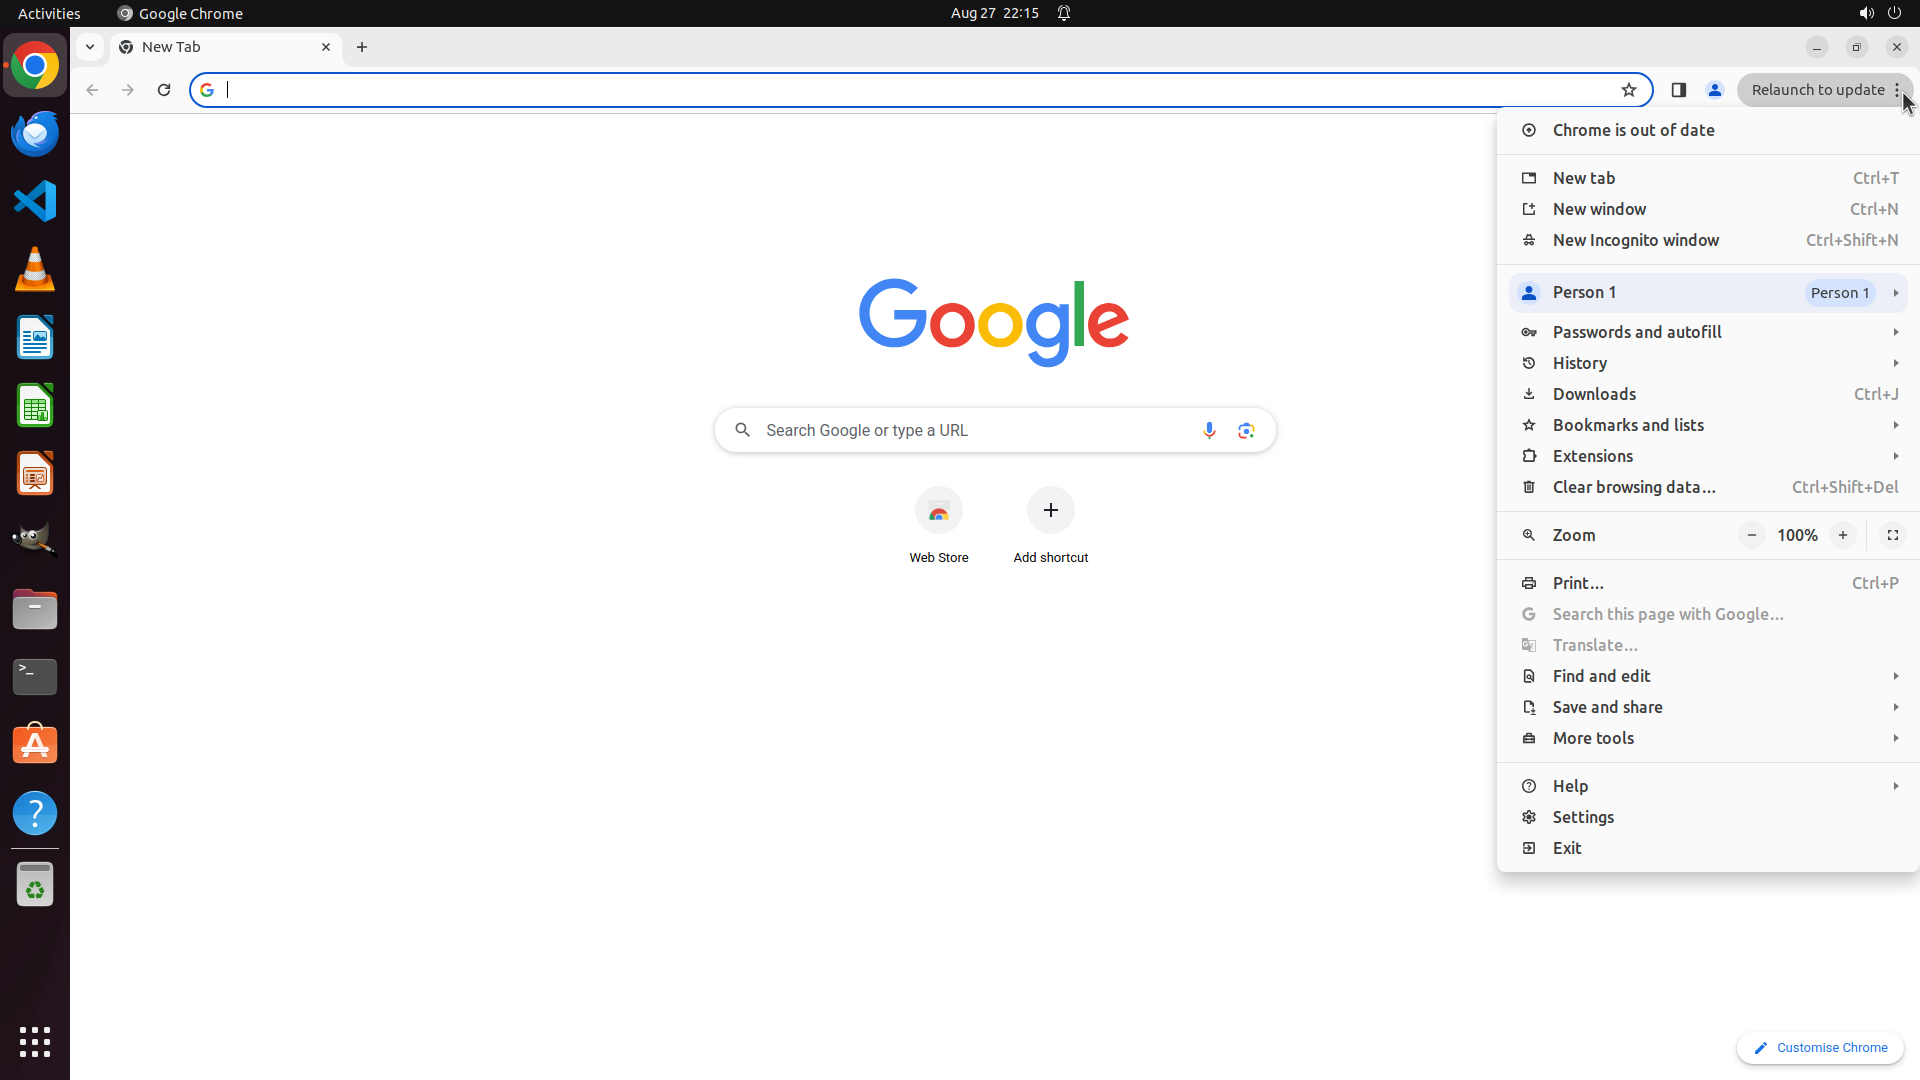 Activities
Google Chrome
Aug 27 22:15
New Tab
Relaunch to update
Chrome is out of date
New tab Ctrl+T
New window Ctrl+N
New Incognito window Ctrl+Shift+N
Person 1 Person 1
Passwords and autofill
History
Downloads Ctrl+J
Bookmarks and lists
Extensions
Clear browsing data... Ctrl+Shift+Del
Zoom − 100% +
Print... Ctrl+P
Search this page with Google...
Translate...
Find and edit
Save and share
More tools
Help
Settings
Exit
Google
Search Google or type a URL
Web Store
Add shortcut
Customise Chrome